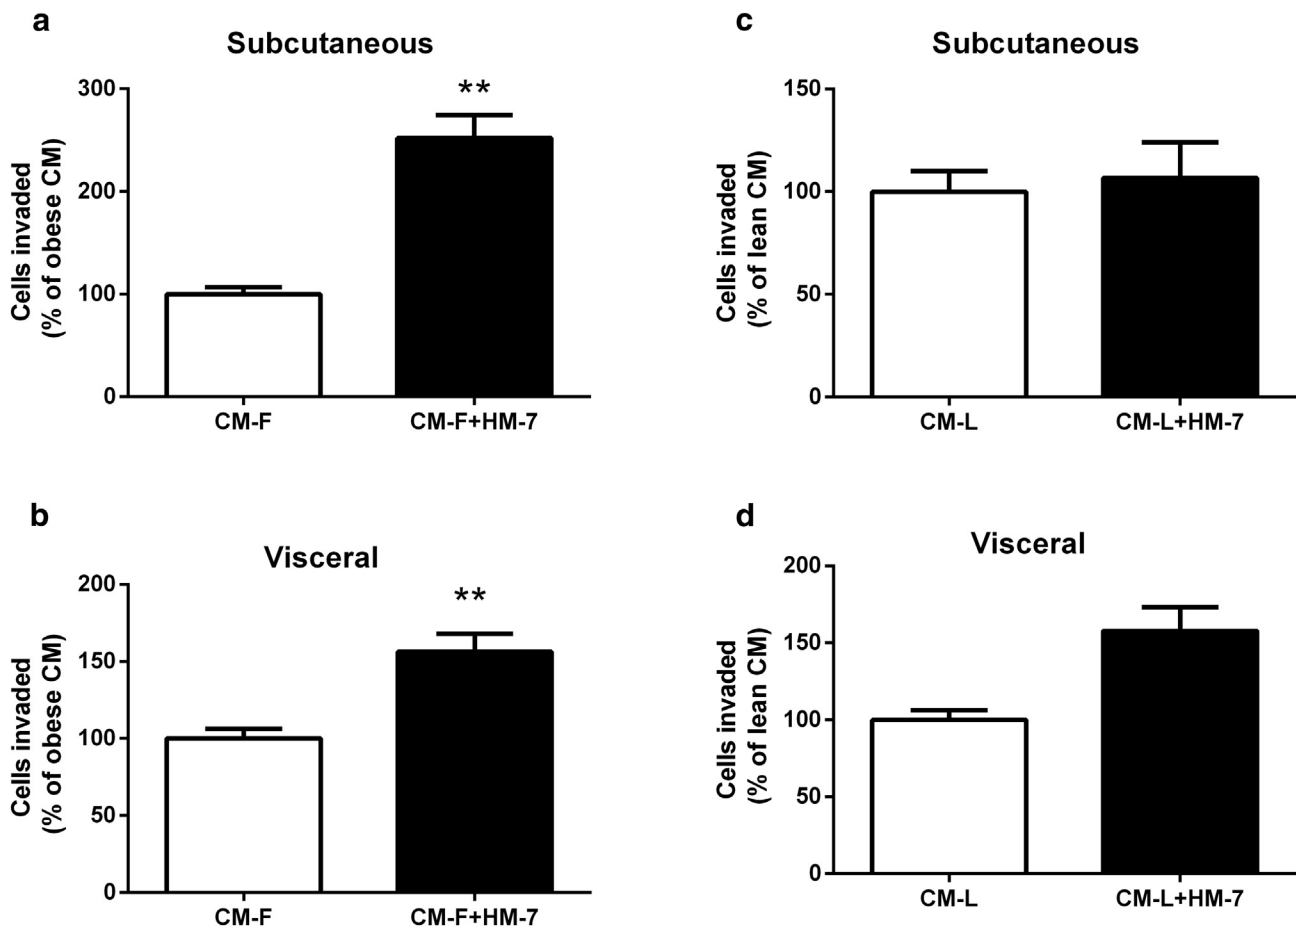 a
Subcutaneous
Cells invaded
(% of obese CM)
300
**
200
100
0
CM-F CM-F+HM-7
c
Subcutaneous
Cells invaded
(% of lean CM)
150
100
50
0
CM-L CM-L+HM-7
b
Visceral
Cells invaded
(% of obese CM)
200
**
150
100
50
0
CM-F CM-F+HM-7
d
Visceral
Cells invaded
(% of lean CM)
200
150
100
50
0
CM-L CM-L+HM-7